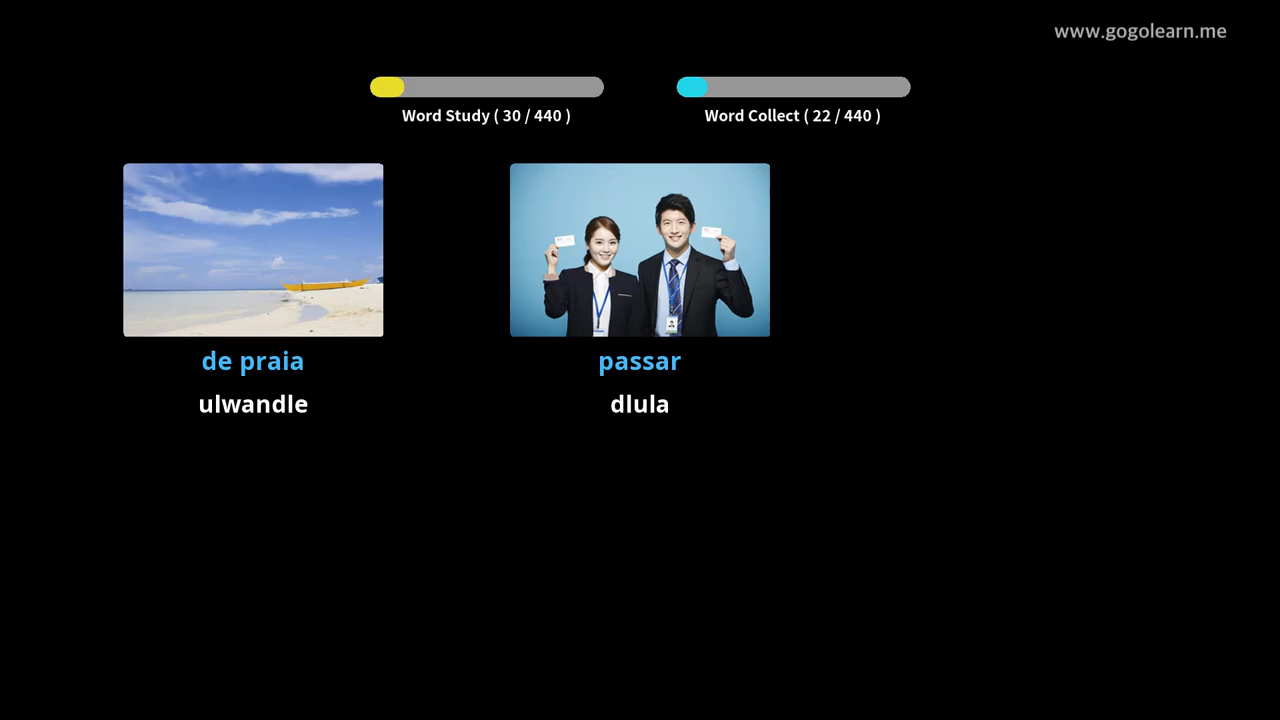 www.gogolearn.me
Word Study ( 30 / 440 )
Word Collect ( 22 / 440 )
de praia
passar
ulwandle
dlula